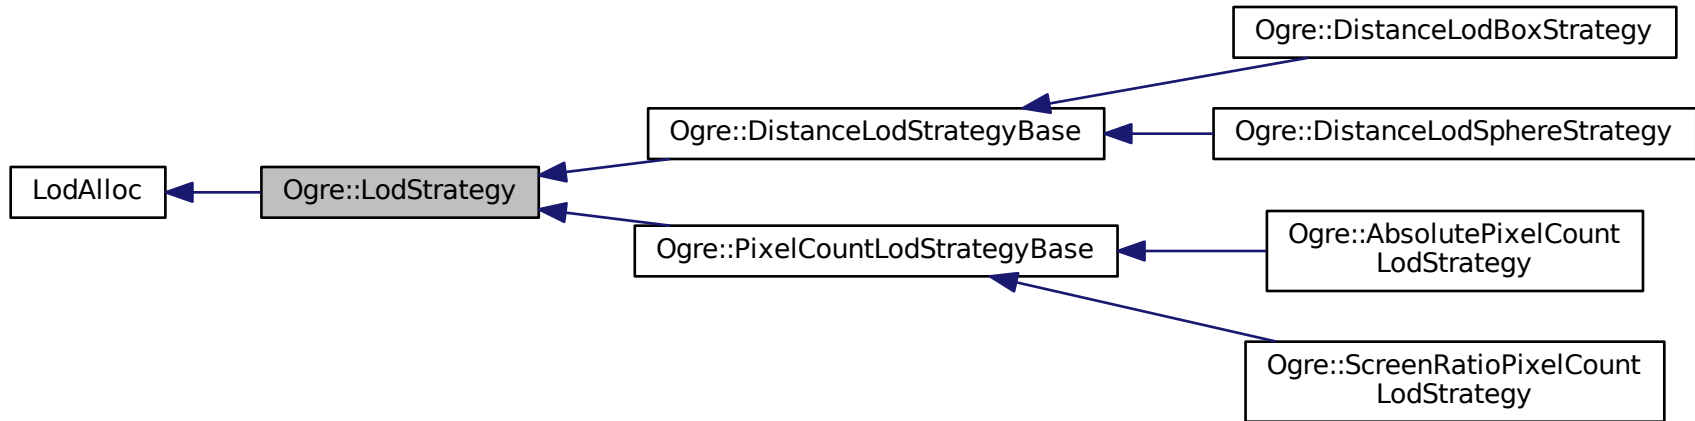 LodAlloc
Ogre::LodStrategy
Ogre::DistanceLodStrategyBase
Ogre::PixelCountLodStrategyBase
Ogre::DistanceLodBoxStrategy
Ogre::DistanceLodSphereStrategy
Ogre::AbsolutePixelCount
LodStrategy
Ogre::ScreenRatioPixelCount
LodStrategy